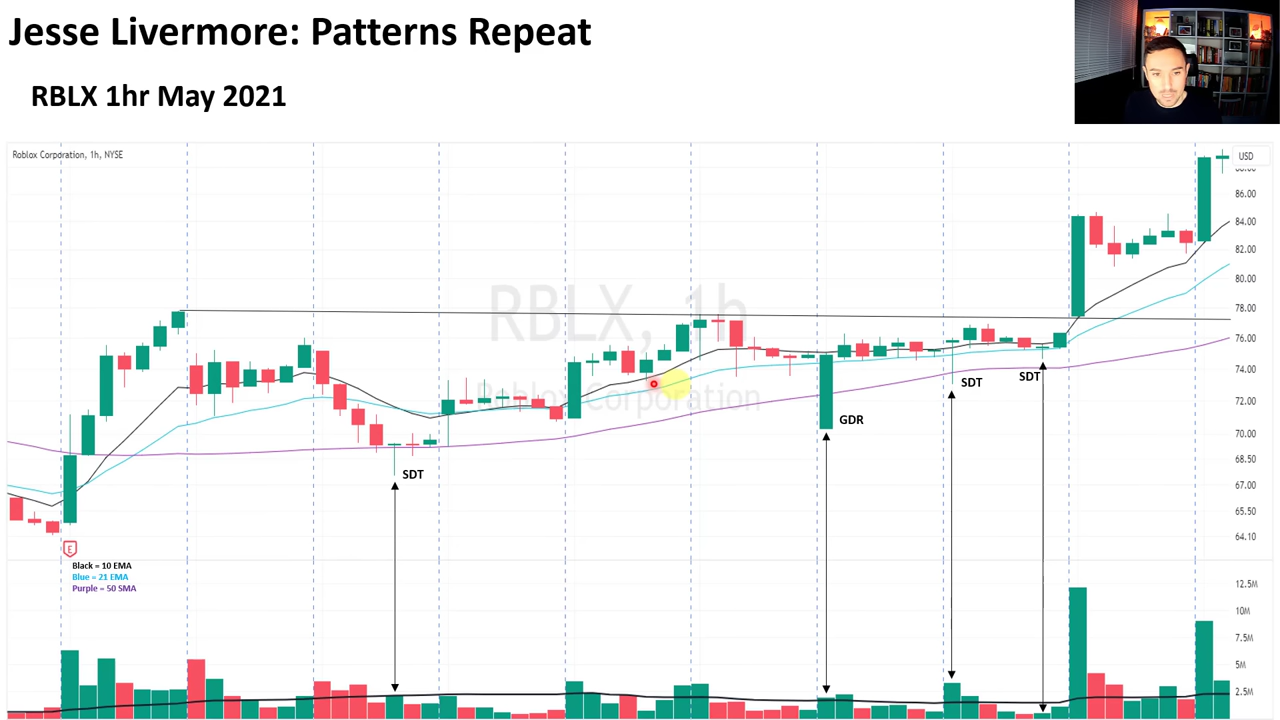 Jesse Livermore: Patterns Repeat
RBLX 1hr May 2021
Roblox Corporation, 1h, NYSE
USD
88.00
86.00
84.00
82.00
80.00
78.00
76.00
74.00
72.00
70.00
68.50
67.00
65.50
64.10
RBLX, 1h
Roblox Corporation
SDT
GDR
SDT
SDT
E
Black = 10 EMA
Blue = 21 EMA
Purple = 50 SMA
12.5M
10M
7.5M
5M
2.5M